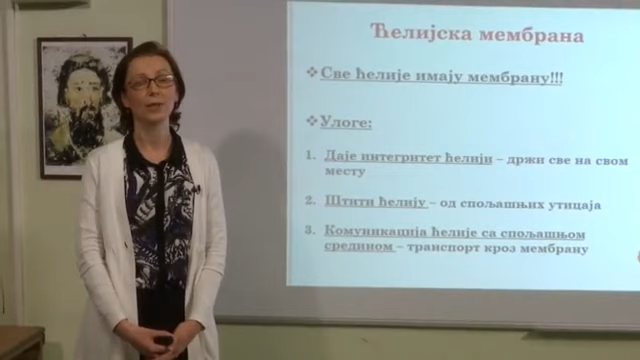 Ћелијска мембрана
❖Све ћелије имају мембрану!!!
❖Улоге:
1. Даје интегритет ћелији – држи све на свом
месту
2. Штити ћелију – од спољашњих утицаја
3. Комуникација ћелије са спољашњом
средином – транспорт кроз мембрану